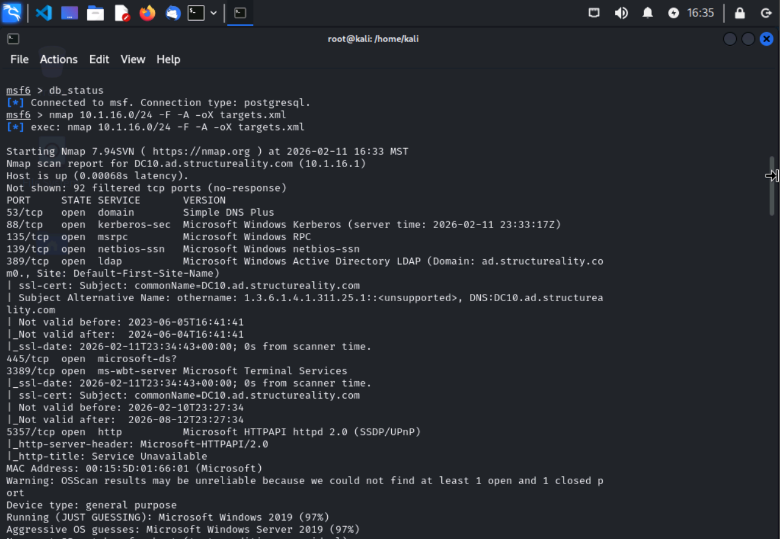 16:35
root@kali: /home/kali
File Actions Edit View Help
msf6 > db_status
[*] Connected to msf. Connection type: postgresql.
msf6 > nmap 10.1.16.0/24 -F -A -oX targets.xml
[*] exec: nmap 10.1.16.0/24 -F -A -oX targets.xml
Starting Nmap 7.94SVN ( https://nmap.org ) at 2026-02-11 16:33 MST
Nmap scan report for DC10.ad.structureality.com (10.1.16.1)
Host is up (0.00068s latency).
Not shown: 92 filtered tcp ports (no-response)
PORT STATE SERVICE VERSION
53/tcp open domain Simple DNS Plus
88/tcp open kerberos-sec Microsoft Windows Kerberos (server time: 2026-02-11 23:33:17Z)
135/tcp open msrpc Microsoft Windows RPC
139/tcp open netbios-ssn Microsoft Windows netbios-ssn
389/tcp open ldap Microsoft Windows Active Directory LDAP (Domain: ad.structureality.co
m0., Site: Default-First-Site-Name)
| ssl-cert: Subject: commonName=DC10.ad.structureality.com
| Subject Alternative Name: othername: 1.3.6.1.4.1.311.25.1::<unsupported>, DNS:DC10.ad.structurea
lity.com
| Not valid before: 2023-06-05T16:41:41
|_Not valid after: 2024-06-04T16:41:41
|_ssl-date: 2026-02-11T23:34:43+00:00; 0s from scanner time.
445/tcp open microsoft-ds?
3389/tcp open ms-wbt-server Microsoft Terminal Services
|_ssl-date: 2026-02-11T23:34:43+00:00; 0s from scanner time.
| ssl-cert: Subject: commonName=DC10.ad.structureality.com
| Not valid before: 2026-02-10T23:27:34
|_Not valid after: 2026-08-12T23:27:34
5357/tcp open http Microsoft HTTPAPI httpd 2.0 (SSDP/UPnP)
|_http-server-header: Microsoft-HTTPAPI/2.0
|_http-title: Service Unavailable
MAC Address: 00:15:5D:01:66:01 (Microsoft)
Warning: OSScan results may be unreliable because we could not find at least 1 open and 1 closed p
ort
Device type: general purpose
Running (JUST GUESSING): Microsoft Windows 2019 (97%)
Aggressive OS guesses: Microsoft Windows Server 2019 (97%)